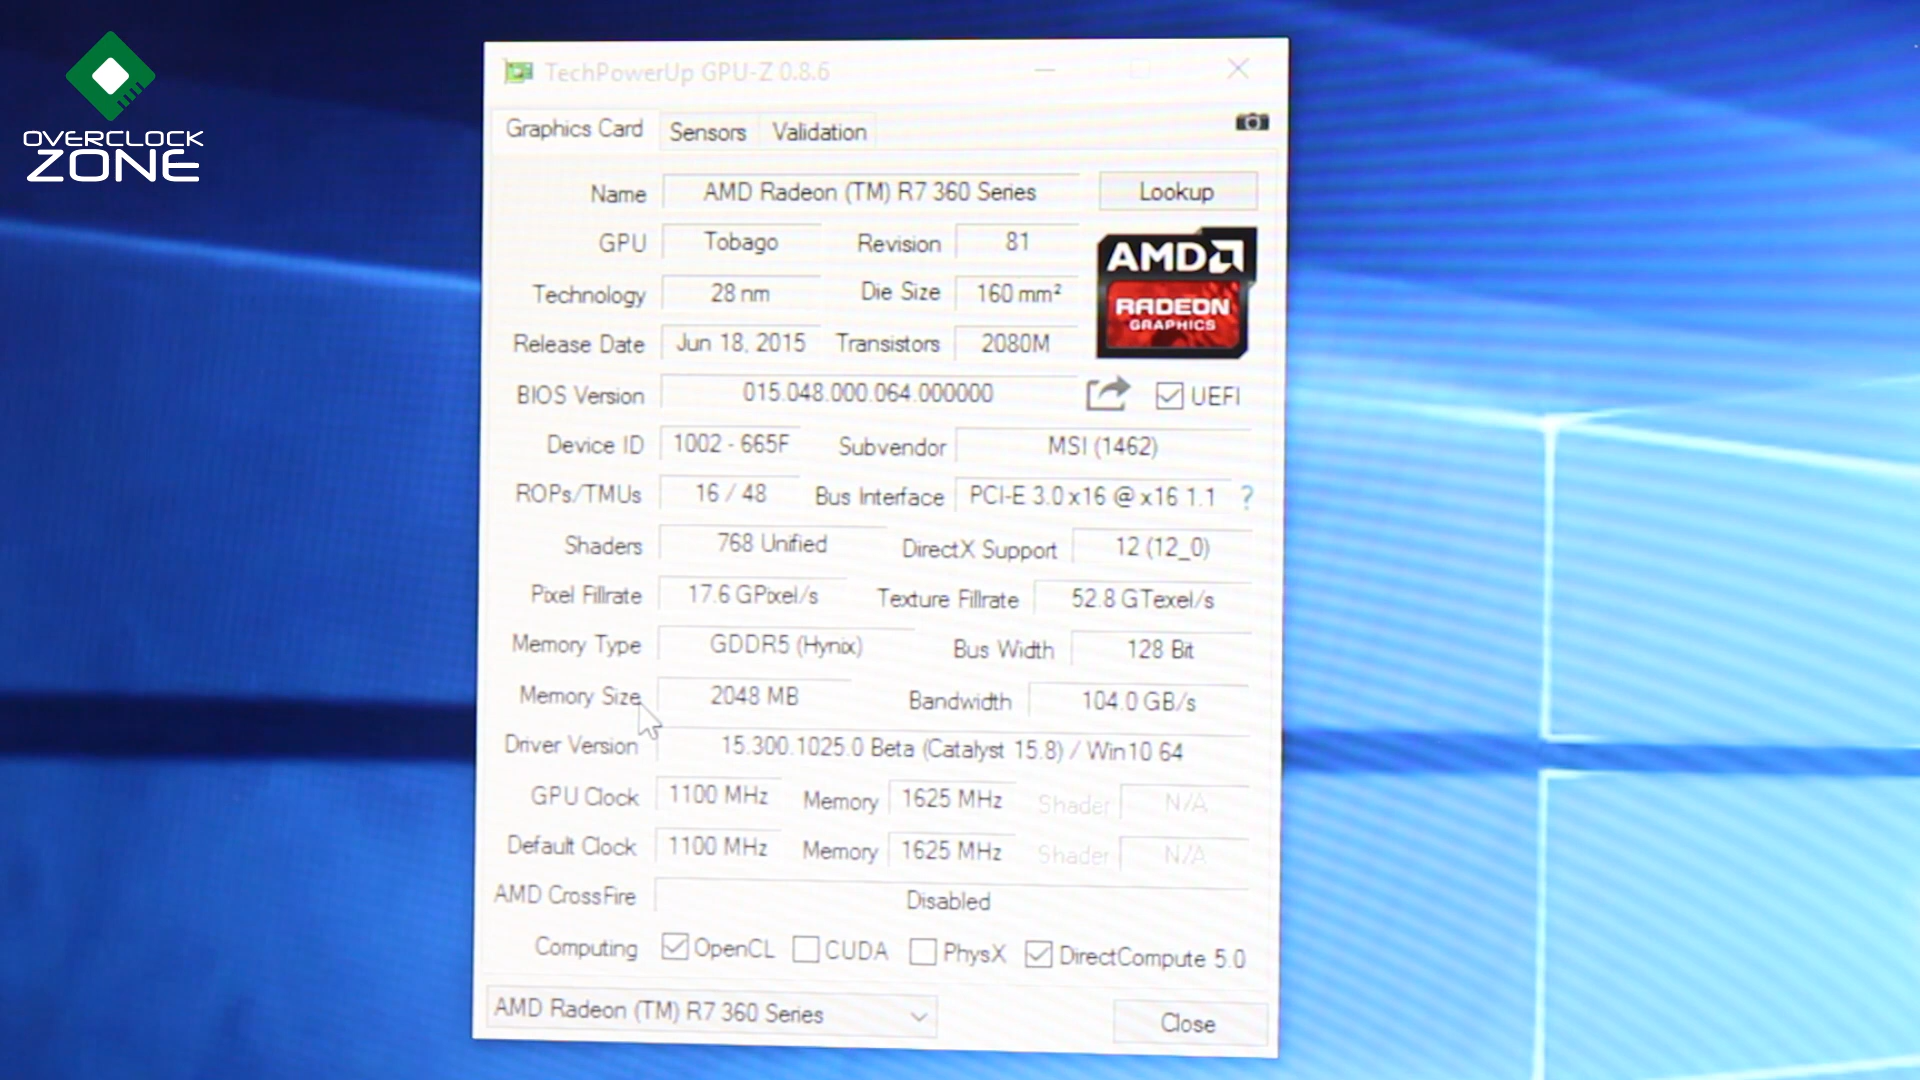 OVERCLOCK
ZONE
TechPowerUp GPU-Z 0.8.6
Graphics Card Sensors Validation
Name AMD Radeon (TM) R7 360 Series Lookup
GPU Tobago Revision 81
AMD
RADEON
GRAPHICS
Technology 28 nm Die Size 160 mm²
Release Date Jun 18, 2015 Transistors 2080M
BIOS Version 015.048.000.064.000000 UEFI
Device ID 1002 - 665F Subvendor MSI (1462)
ROPs/TMUs 16 / 48 Bus Interface PCI-E 3.0 x16 @ x16 1.1 ?
Shaders 768 Unified DirectX Support 12 (12_0)
Pixel Fillrate 17.6 GPixel/s Texture Fillrate 52.8 GTexel/s
Memory Type GDDR5 (Hynix) Bus Width 128 Bit
Memory Size 2048 MB Bandwidth 104.0 GB/s
Driver Version 15.300.1025.0 Beta (Catalyst 15.8) / Win10 64
GPU Clock 1100 MHz Memory 1625 MHz Shader N/A
Default Clock 1100 MHz Memory 1625 MHz Shader N/A
AMD CrossFire Disabled
Computing OpenCL CUDA PhysX DirectCompute 5.0
AMD Radeon (TM) R7 360 Series Close